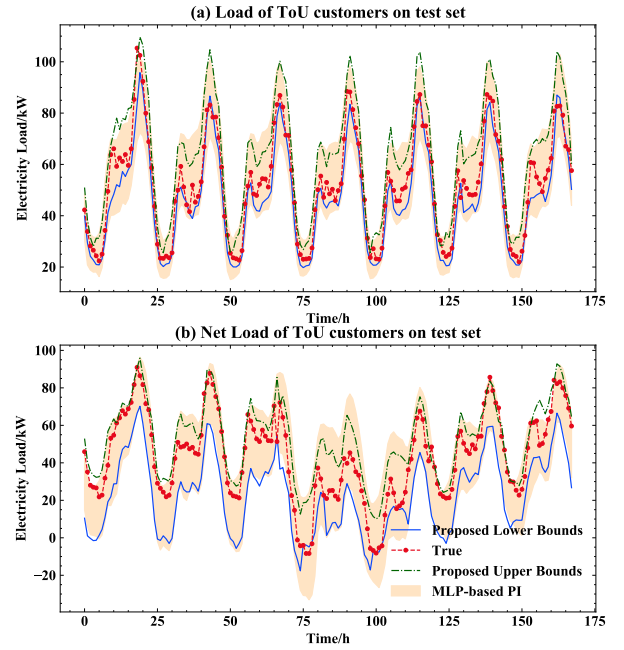 (a) Load of ToU customers on test set
100
80
60
40
20
Electricity Load/kW
0 25 50 75 100 125 150 175
Time/h
(b) Net Load of ToU customers on test set
100
80
60
40
20
0
−20
Electricity Load/kW
Proposed Lower Bounds
True
Proposed Upper Bounds
MLP-based PI
0 25 50 75 100 125 150 175
Time/h